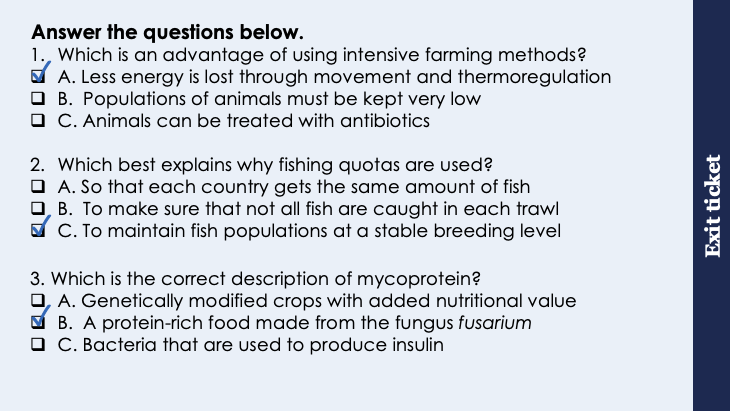 Answer the questions below.
1. Which is an advantage of using intensive farming methods?
A. Less energy is lost through movement and thermoregulation
B. Populations of animals must be kept very low
C. Animals can be treated with antibiotics
2. Which best explains why fishing quotas are used?
A. So that each country gets the same amount of fish
B. To make sure that not all fish are caught in each trawl
C. To maintain fish populations at a stable breeding level
3. Which is the correct description of mycoprotein?
A. Genetically modified crops with added nutritional value
B. A protein-rich food made from the fungus fusarium
C. Bacteria that are used to produce insulin
Exit ticket